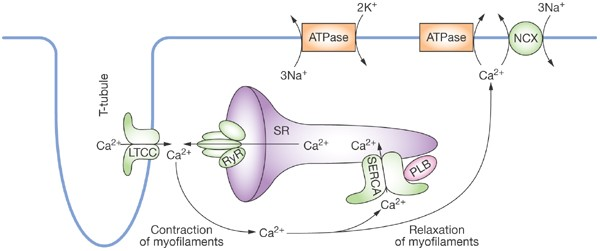 2K⁺
3Na⁺
ATPase
ATPase
NCX
3Na⁺
Ca²⁺
T-tubule
SR
Ca²⁺
LTCC
Ca²⁺
RyR
Ca²⁺
Ca²⁺
SERCA
PLB
Ca²⁺
Contraction
of myofilaments
Ca²⁺
Relaxation
of myofilaments